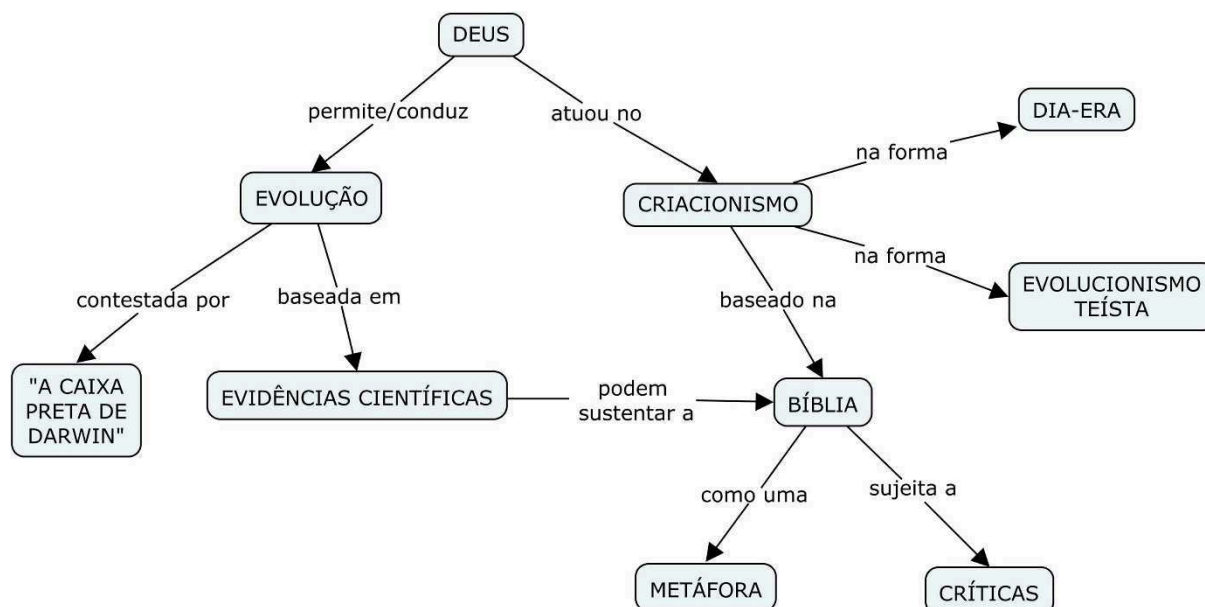 DEUS
permite/conduz
atuou no
DIA-ERA
na forma
EVOLUÇÃO
CRIACIONISMO
na forma
EVOLUCIONISMO
TEÍSTA
contestada por
baseada em
baseado na
"A CAIXA
PRETA DE
DARWIN"
EVIDÊNCIAS CIENTÍFICAS
podem
sustentar a
BÍBLIA
como uma
sujeita a
METÁFORA
CRÍTICAS